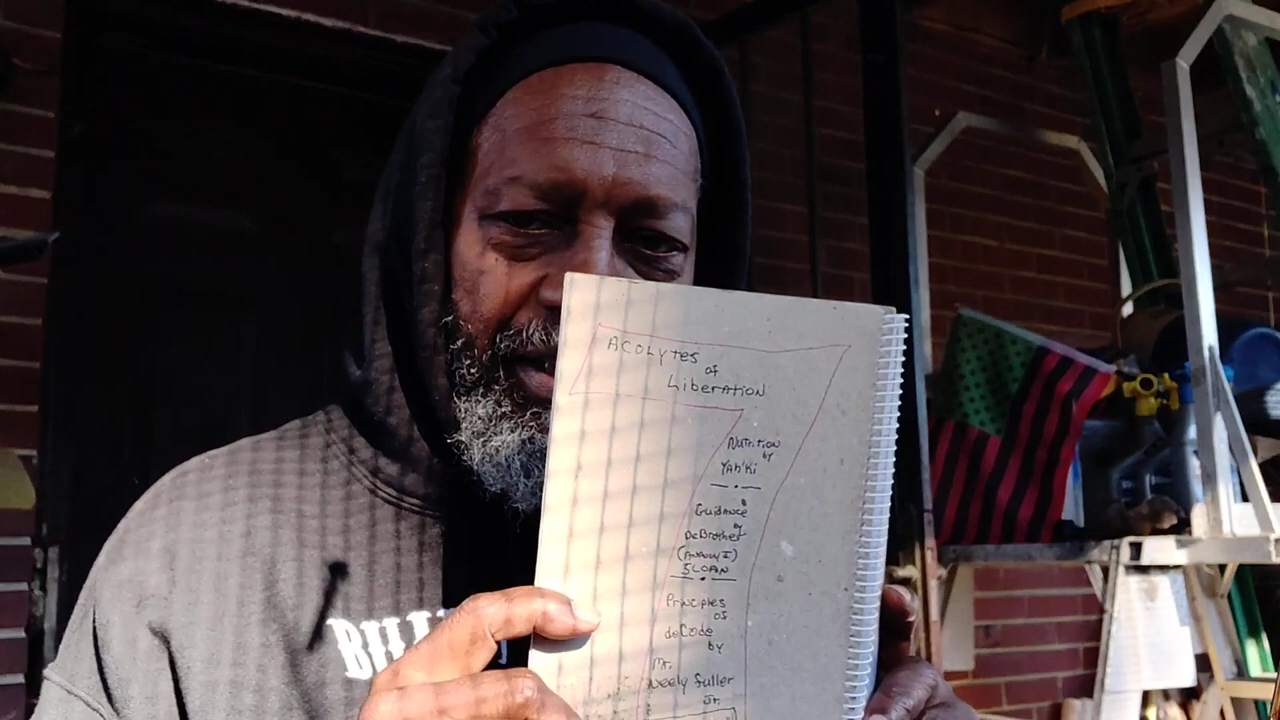 ACOLYTES
of
Liberation
Nutrition
by
YAh'Ki
Guidance
by
DeBrother
SLOAN
Principles
of
deCode
by
Mr.
Neely Fuller
Jr.
BILL